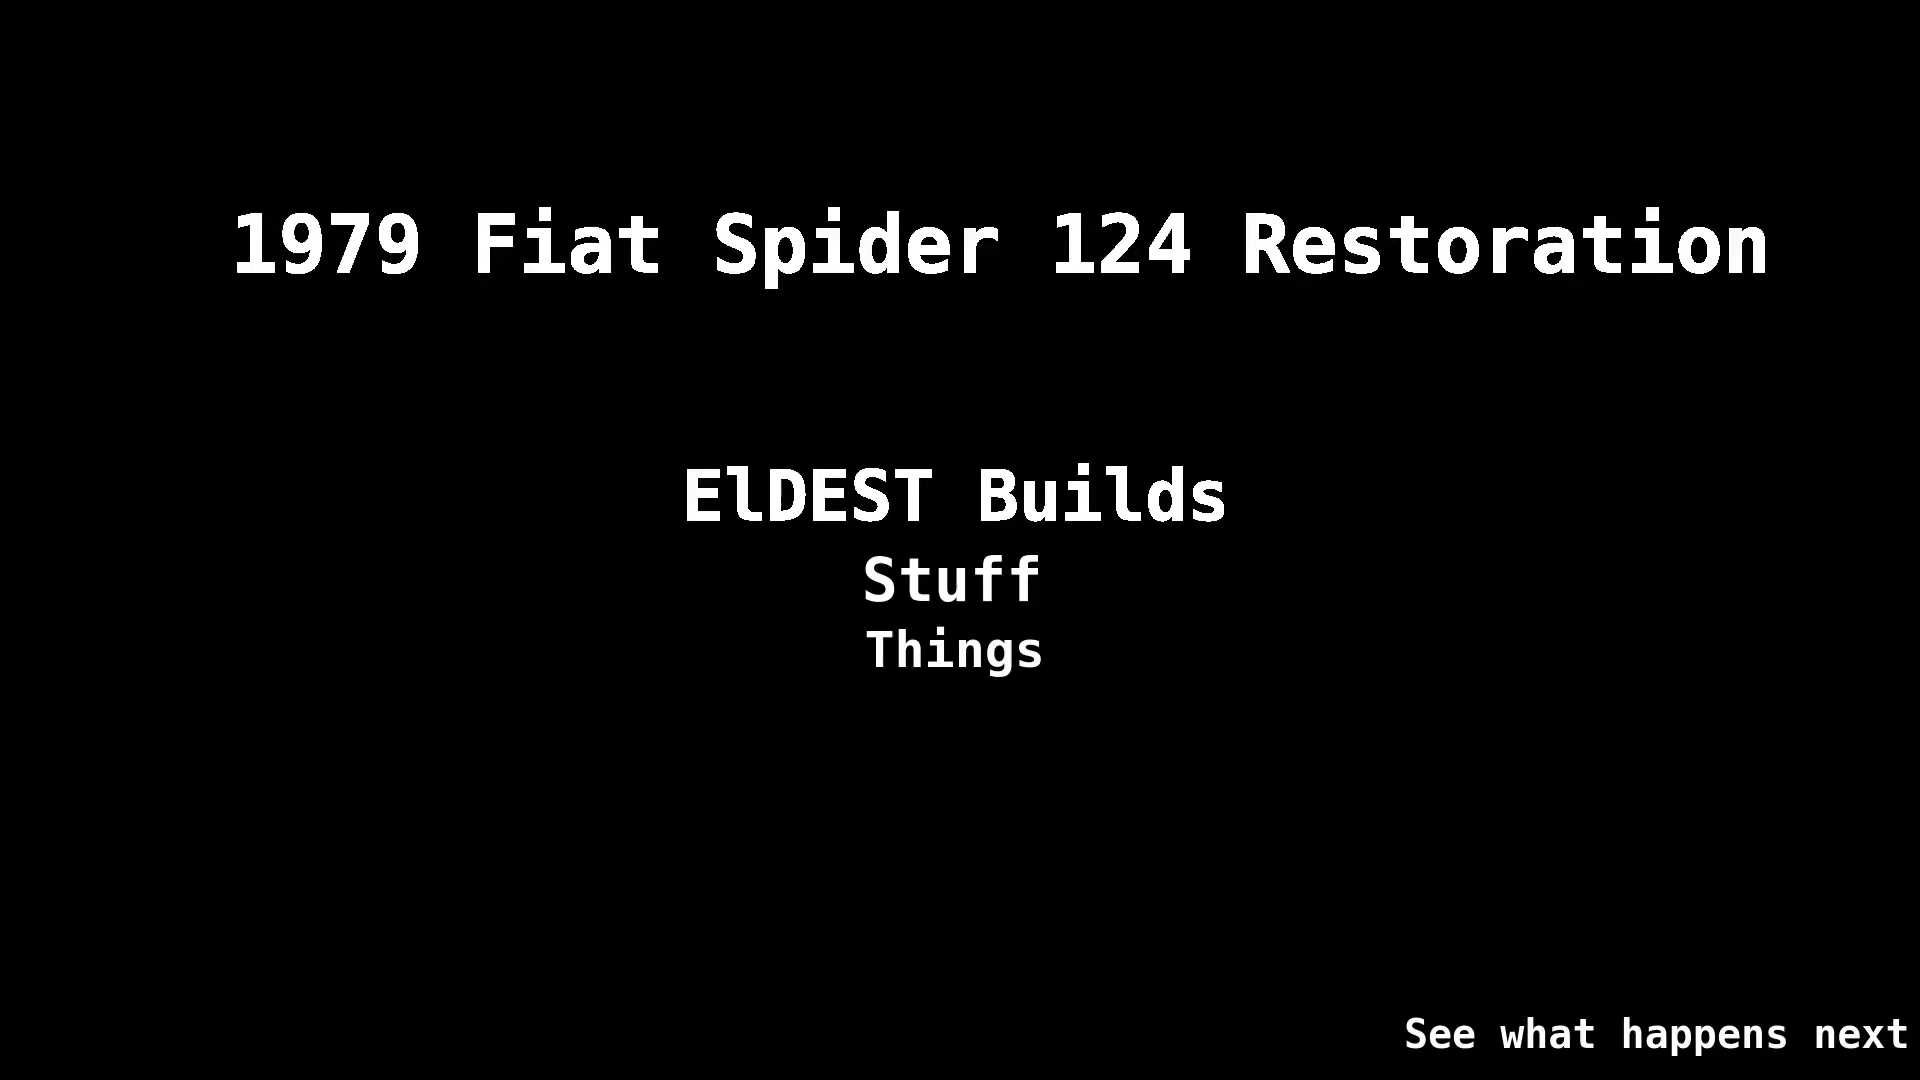 1979 Fiat Spider 124 Restoration
ElDEST Builds
Stuff
Things
See what happens next